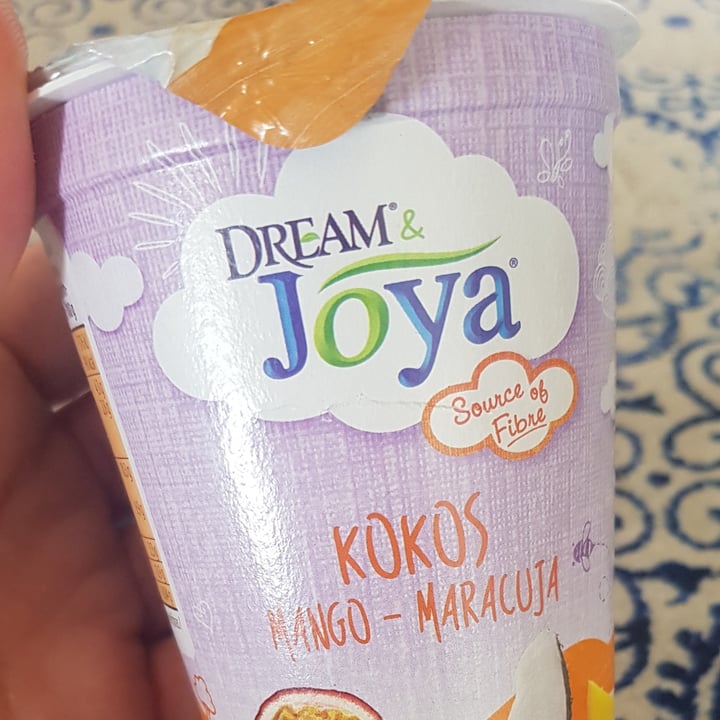 DREAM® &
Joya®
Source of
Fibre
KOKOS
MANGO - MARACUJA